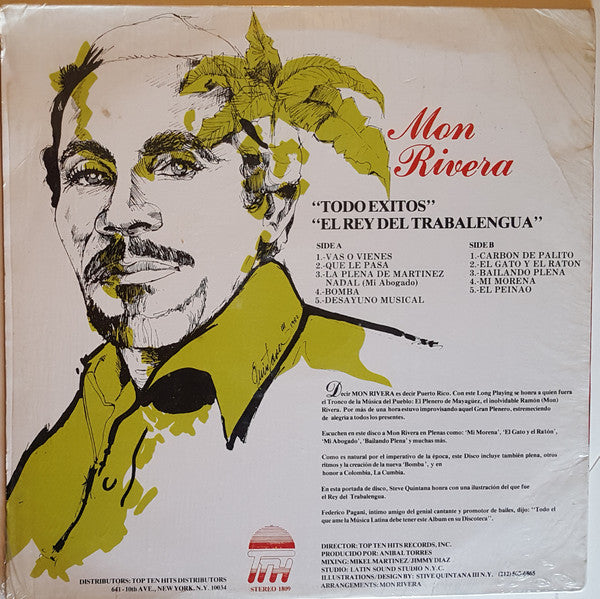 Mon
Rivera
"TODO EXITOS"
"EL REY DEL TRABALENGUA"
SIDE A
1.-VAS O VIENES
2.-QUE LE PASA
3.-LA PLENA DE MARTINEZ
NADAL (Mi Abogado)
4.-BOMBA
5.-DESAYUNO MUSICAL
SIDE B
1.-CARBON DE PALITO
2.-EL GATO Y EL RATON
3.-BAILANDO PLENA
4.-MI MORENA
5.-EL PEINAO
Quintana
Decir MON RIVERA es decir Puerto Rico. Con este Long Playing se honra a quien fuera
el Tronco de la Música del Pueblo: El Plenero de Mayagüez, el inolvidable Ramón (Mon)
Rivera. Por más de una hora estuvo improvisando aquel Gran Plenero, estremeciendo
de alegría a todos los presentes.
Escuchen en este disco a Mon Rivera en Plenas como: 'Mi Morena', 'El Gato y el Ratón',
'Mi Abogado', 'Bailando Plena' y muchas más.
Como es natural por el imperativo de la época, este Disco incluye también plena, otros
ritmos y la creación de la nueva 'Bomba', y en
honor a Colombia, La Cumbia.
En esta portada de disco, Steve Quintana honra con una ilustración del que fue
el Rey del Trabalengua.
Federico Pagani, íntimo amigo del genial cantante y promotor de bailes, dijo: "Todo el
que ame la Música Latina debe tener este Album en su Discoteca".
DISTRIBUTORS: TOP TEN HITS DISTRIBUTORS
641 - 10th AVE., NEW YORK. N.Y. 10034
TTH
STEREO 1809
DIRECTOR: TOP TEN HITS RECORDS, INC.
PRODUCIDO POR: ANIBAL TORRES
MIXING: MIKEL MARTINEZ/JIMMY DIAZ
STUDIO: LATIN SOUND STUDIO N.Y.C.
ILLUSTRATIONS/DESIGN BY: STIVE QUINTANA III N.Y. (212)
ARRANGEMENTS: MON RIVERA